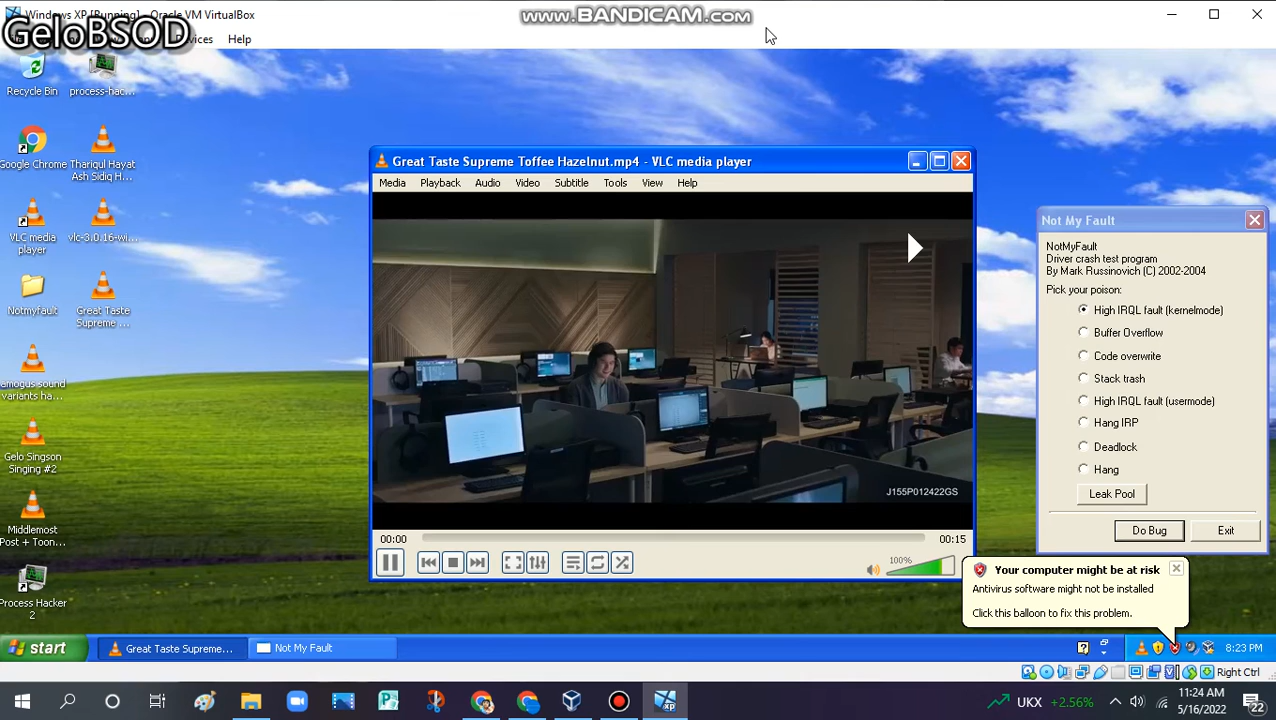 Windows XP [Running] - Oracle VM VirtualBox
www.BANDICAM.com
GeloBSOD
Devices
Help
Recycle Bin
process-hac...
Google Chrome
Thariqul Hayat
Ash Sidiq H...
VLC media
player
vlc-3.0.16-wi...
Notmyfault
Great Taste
Supreme ...
amogus sound
variants ha...
Gelo Singson
Singing #2
Middlemost
Post + Toon...
Process Hacker
2
Great Taste Supreme Toffee Hazelnut.mp4 - VLC media player
Media Playback Audio Video Subtitle Tools View Help
J155P012422GS
00:00
00:15
100%
Not My Fault
NotMyFault
Driver crash test program
By Mark Russinovich (C) 2002-2004
Pick your poison:
High IRQL fault (kernelmode)
Buffer Overflow
Code overwrite
Stack trash
High IRQL fault (usermode)
Hang IRP
Deadlock
Hang
Leak Pool
Do Bug
Exit
Your computer might be at risk
Antivirus software might not be installed
Click this balloon to fix this problem.
start
Great Taste Supreme...
Not My Fault
8:23 PM
Right Ctrl
UKX +2.56%
11:24 AM
5/16/2022
22